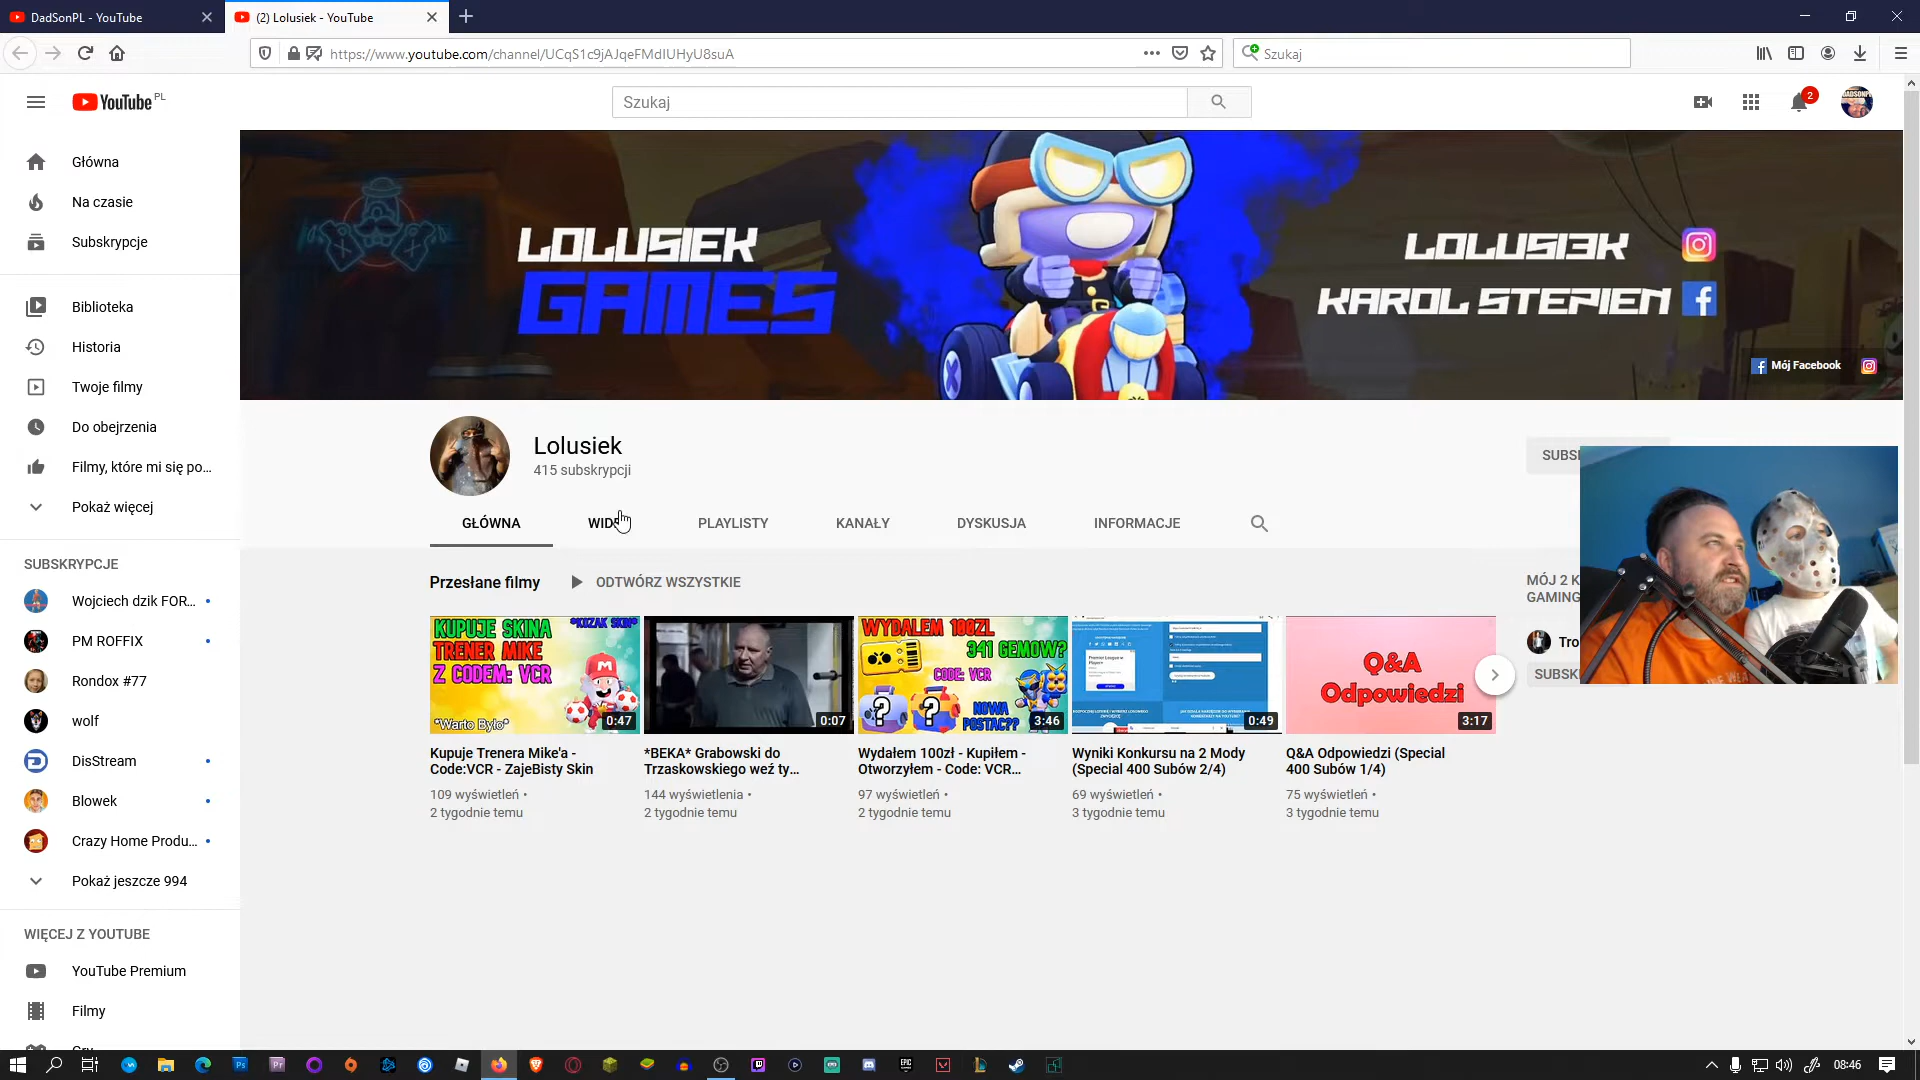 DadSonPL - YouTube
(2) Lolusiek - YouTube
https://www.youtube.com/channel/UCqS1c9jAJqeFMdIUHyU8suA
Szukaj
YouTube PL
Szukaj
2
Główna
Na czasie
Subskrypcje
Biblioteka
Historia
Twoje filmy
Do obejrzenia
Filmy, które mi się po...
Pokaż więcej
SUBSKRYPCJE
Wojciech dzik FOR...
PM ROFFIX
Rondox #77
wolf
DisStream
Blowek
Crazy Home Produ...
Pokaż jeszcze 994
WIĘCEJ Z YOUTUBE
YouTube Premium
Filmy
LOLUSIEK
GAMES
LOLUSI3K
KAROL STEPIEN
Mój Facebook
Lolusiek
415 subskrypcji
SUBS
GŁÓWNA
PLAYLISTY
KANAŁY
DYSKUSJA
INFORMACJE
Przesłane filmy
ODTWÓRZ WSZYSTKIE
MÓJ 2 K
GAMING
Tro
SUBSK
KUPUJE SKINA
TRENER MIKE
Z CODEM: VCR
*KOZAK SKIN*
*Warto Było*
0:47
Kupuje Trenera Mike'a -
Code:VCR - ZajeBisty Skin
109 wyświetleń •
2 tygodnie temu
0:07
*BEKA* Grabowski do
Trzaskowskiego weź ty...
144 wyświetlenia •
2 tygodnie temu
WYDALEM 100ZL
341 GEMOW?
CODE: VCR
NOWA
POSTAC??
3:46
Wydałem 100zł - Kupiłem -
Otworzyłem - Code: VCR...
97 wyświetleń •
2 tygodnie temu
0:49
Wyniki Konkursu na 2 Mody
(Special 400 Subów 2/4)
69 wyświetleń •
3 tygodnie temu
Q&A
Odpowiedzi
3:17
Q&A Odpowiedzi (Special
400 Subów 1/4)
75 wyświetleń •
3 tygodnie temu
08:46